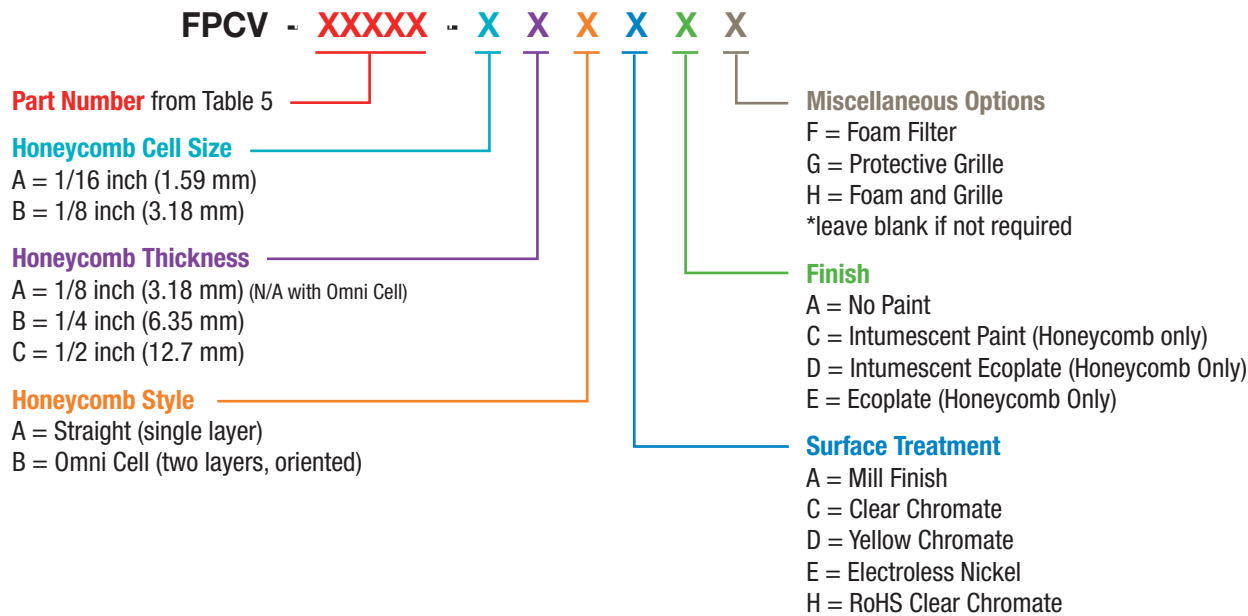 FPCV - XXXXX - X X X X X X
Part Number from Table 5
Honeycomb Cell Size
A = 1/16 inch (1.59 mm)
B = 1/8 inch (3.18 mm)
Honeycomb Thickness
A = 1/8 inch (3.18 mm) (N/A with Omni Cell)
B = 1/4 inch (6.35 mm)
C = 1/2 inch (12.7 mm)
Honeycomb Style
A = Straight (single layer)
B = Omni Cell (two layers, oriented)
Miscellaneous Options
F = Foam Filter
G = Protective Grille
H = Foam and Grille
*leave blank if not required
Finish
A = No Paint
C = Intumescent Paint (Honeycomb only)
D = Intumescent Ecoplate (Honeycomb Only)
E = Ecoplate (Honeycomb Only)
Surface Treatment
A = Mill Finish
C = Clear Chromate
D = Yellow Chromate
E = Electroless Nickel
H = RoHS Clear Chromate